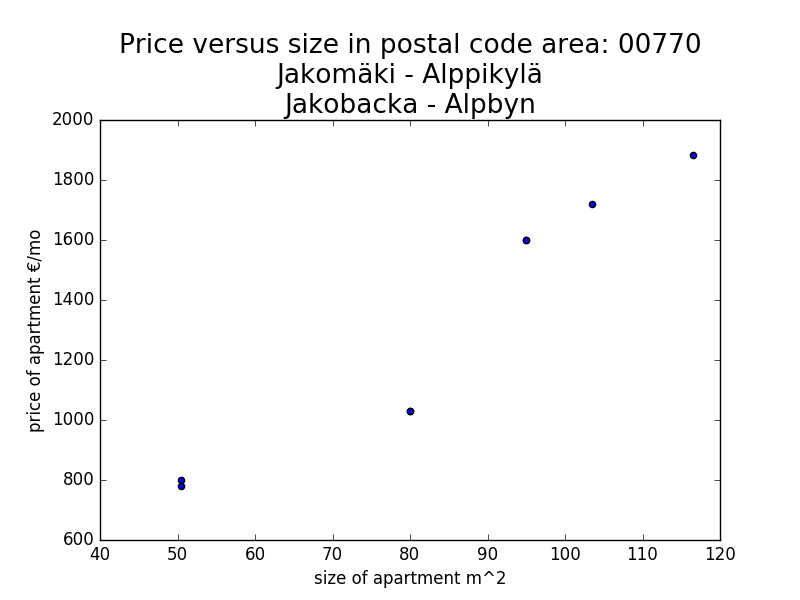 Price versus size in postal code area: 00770
Jakomäki - Alppikylä
Jakobacka - Alpbyn
2000
1800
1600
1400
1200
1000
800
600
price of apartment €/mo
40 50 60 70 80 90 100 110 120
size of apartment m^2